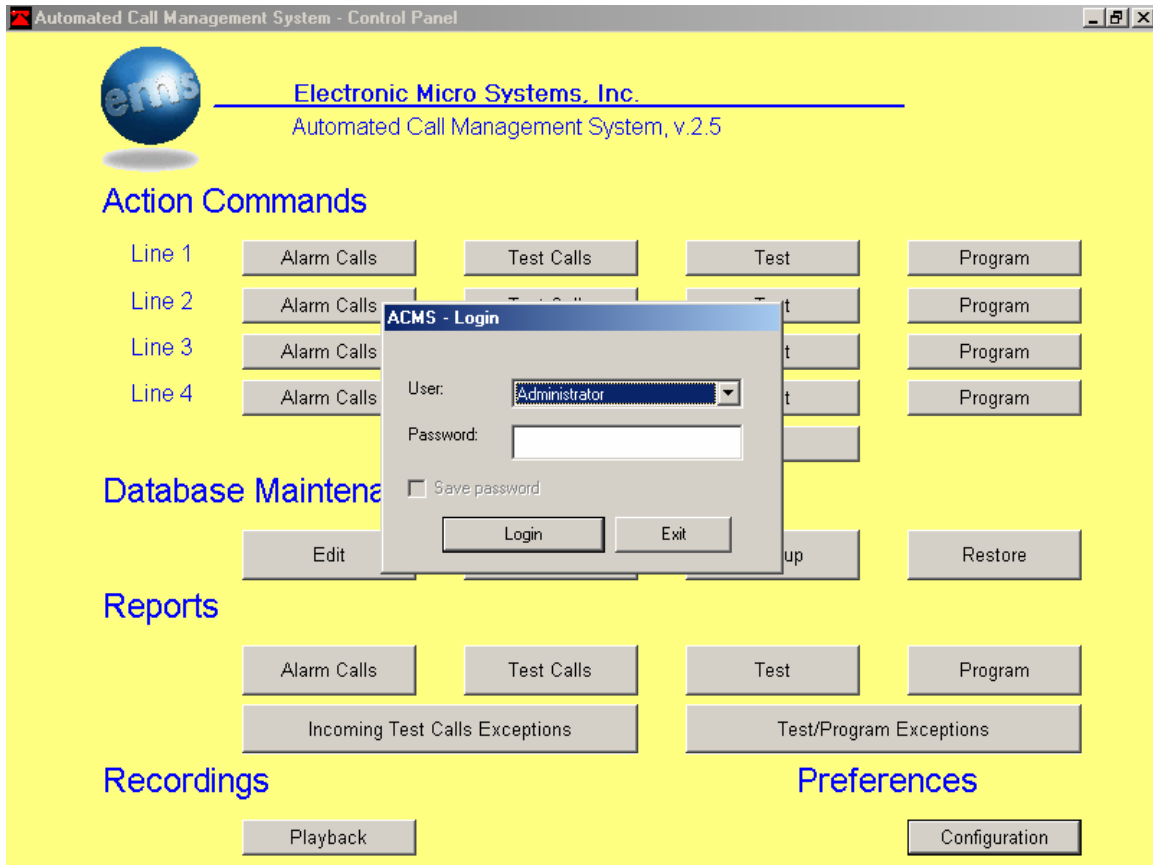 Automated Call Management System - Control Panel
ems
Electronic Micro Systems, Inc.
Automated Call Management System, v.2.5
Action Commands
Line 1 Alarm Calls Test Calls Test Program
Line 2 Alarm Calls Program
Line 3 Alarm Calls Program
Line 4 Alarm Calls Program
ACMS - Login
User: Administrator
Password:
Save password
Login Exit
Database
Edit up Restore
Reports
Alarm Calls Test Calls Test Program
Incoming Test Calls Exceptions Test/Program Exceptions
Recordings Preferences
Playback Configuration